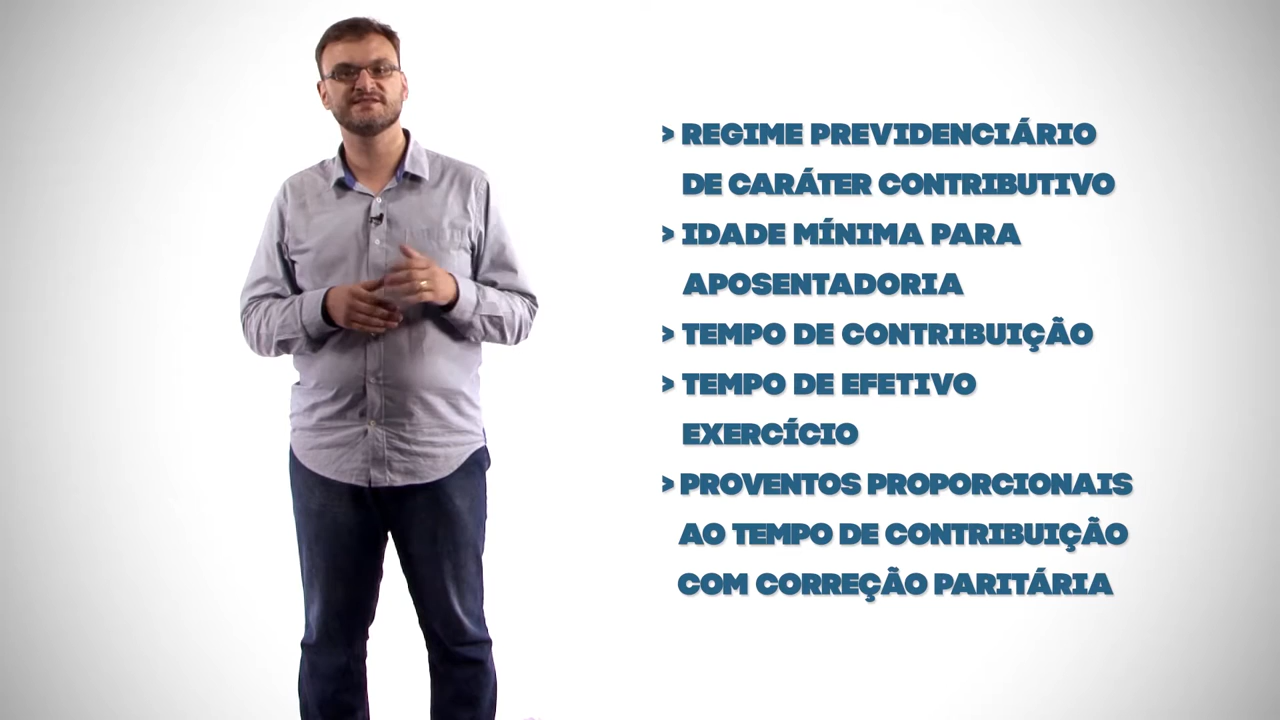 > REGIME PREVIDENCIÁRIO
DE CARÁTER CONTRIBUTIVO
> IDADE MÍNIMA PARA
APOSENTADORIA
> TEMPO DE CONTRIBUIÇÃO
> TEMPO DE EFETIVO
EXERCÍCIO
> PROVENTOS PROPORCIONAIS
AO TEMPO DE CONTRIBUIÇÃO
COM CORREÇÃO PARITÁRIA